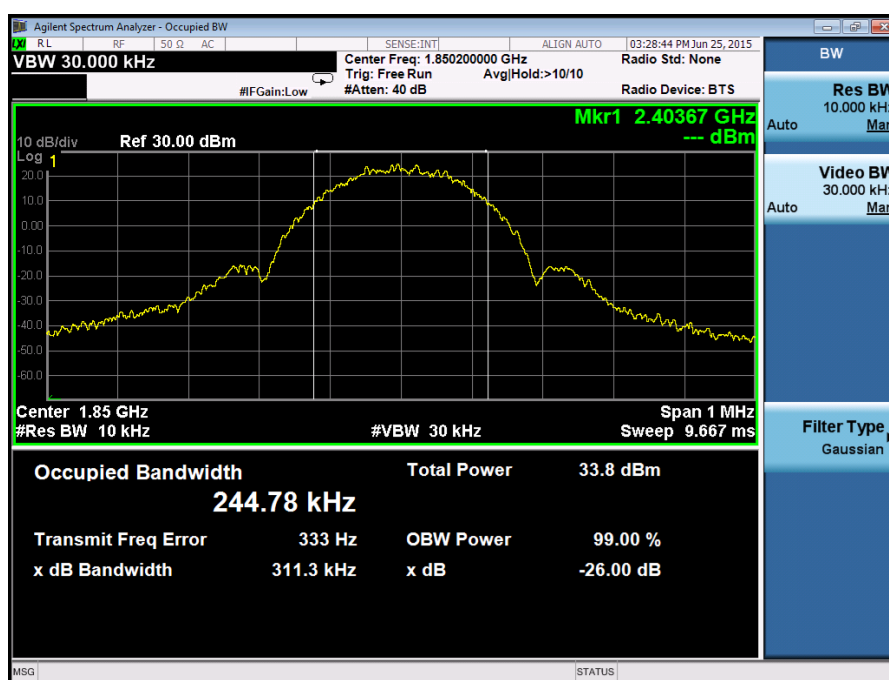 Agilent Spectrum Analyzer - Occupied BW
LXI RL RF 50 Ω AC SENSE:INT ALIGN AUTO 03:28:44 PM Jun 25, 2015
VBW 30.000 kHz
Center Freq: 1.850200000 GHz
Radio Std: None
Trig: Free Run Avg|Hold:>10/10
#IFGain:Low #Atten: 40 dB Radio Device: BTS
Mkr1 2.40367 GHz
--- dBm
10 dB/div Ref 30.00 dBm
Log
1
20.0
10.0
0.00
-10.0
-20.0
-30.0
-40.0
-50.0
-60.0
Center 1.85 GHz Span 1 MHz
#Res BW 10 kHz #VBW 30 kHz Sweep 9.667 ms
Occupied Bandwidth Total Power 33.8 dBm
244.78 kHz
Transmit Freq Error 333 Hz OBW Power 99.00 %
x dB Bandwidth 311.3 kHz x dB -26.00 dB
MSG STATUS
BW
Res BW
10.000 kHz
Auto Man
Video BW
30.000 kHz
Auto Man
Filter Type
Gaussian